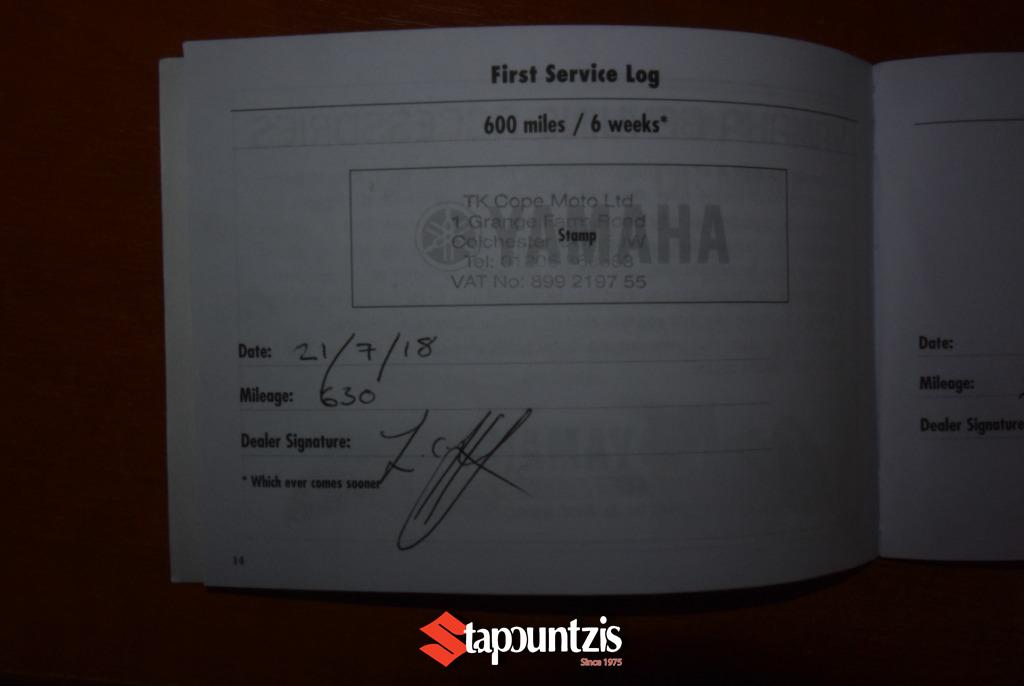 First Service Log
600 miles / 6 weeks*
TK Cope Moto Ltd
1 Grange Farm Road
Colchester
Stamp
YAMAHA
Tel:
VAT No: 899 2197 55
Date: 21/7/18
Mileage: 630
Dealer Signature:
* Which ever comes sooner
14
Date:
Mileage:
Dealer Signature
Stapountzis
Since 1975